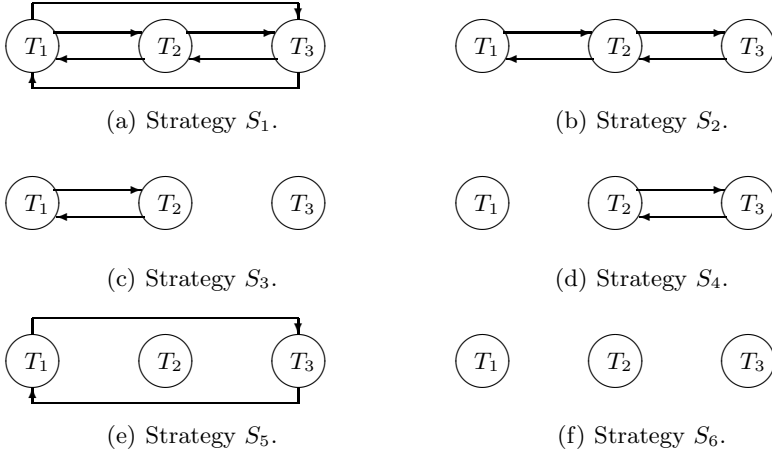 T₁ T₂ T₃ T₁ T₂ T₃
(a) Strategy S₁. (b) Strategy S₂.
T₁ T₂ T₃ T₁ T₂ T₃
(c) Strategy S₃. (d) Strategy S₄.
T₁ T₂ T₃ T₁ T₂ T₃
(e) Strategy S₅. (f) Strategy S₆.